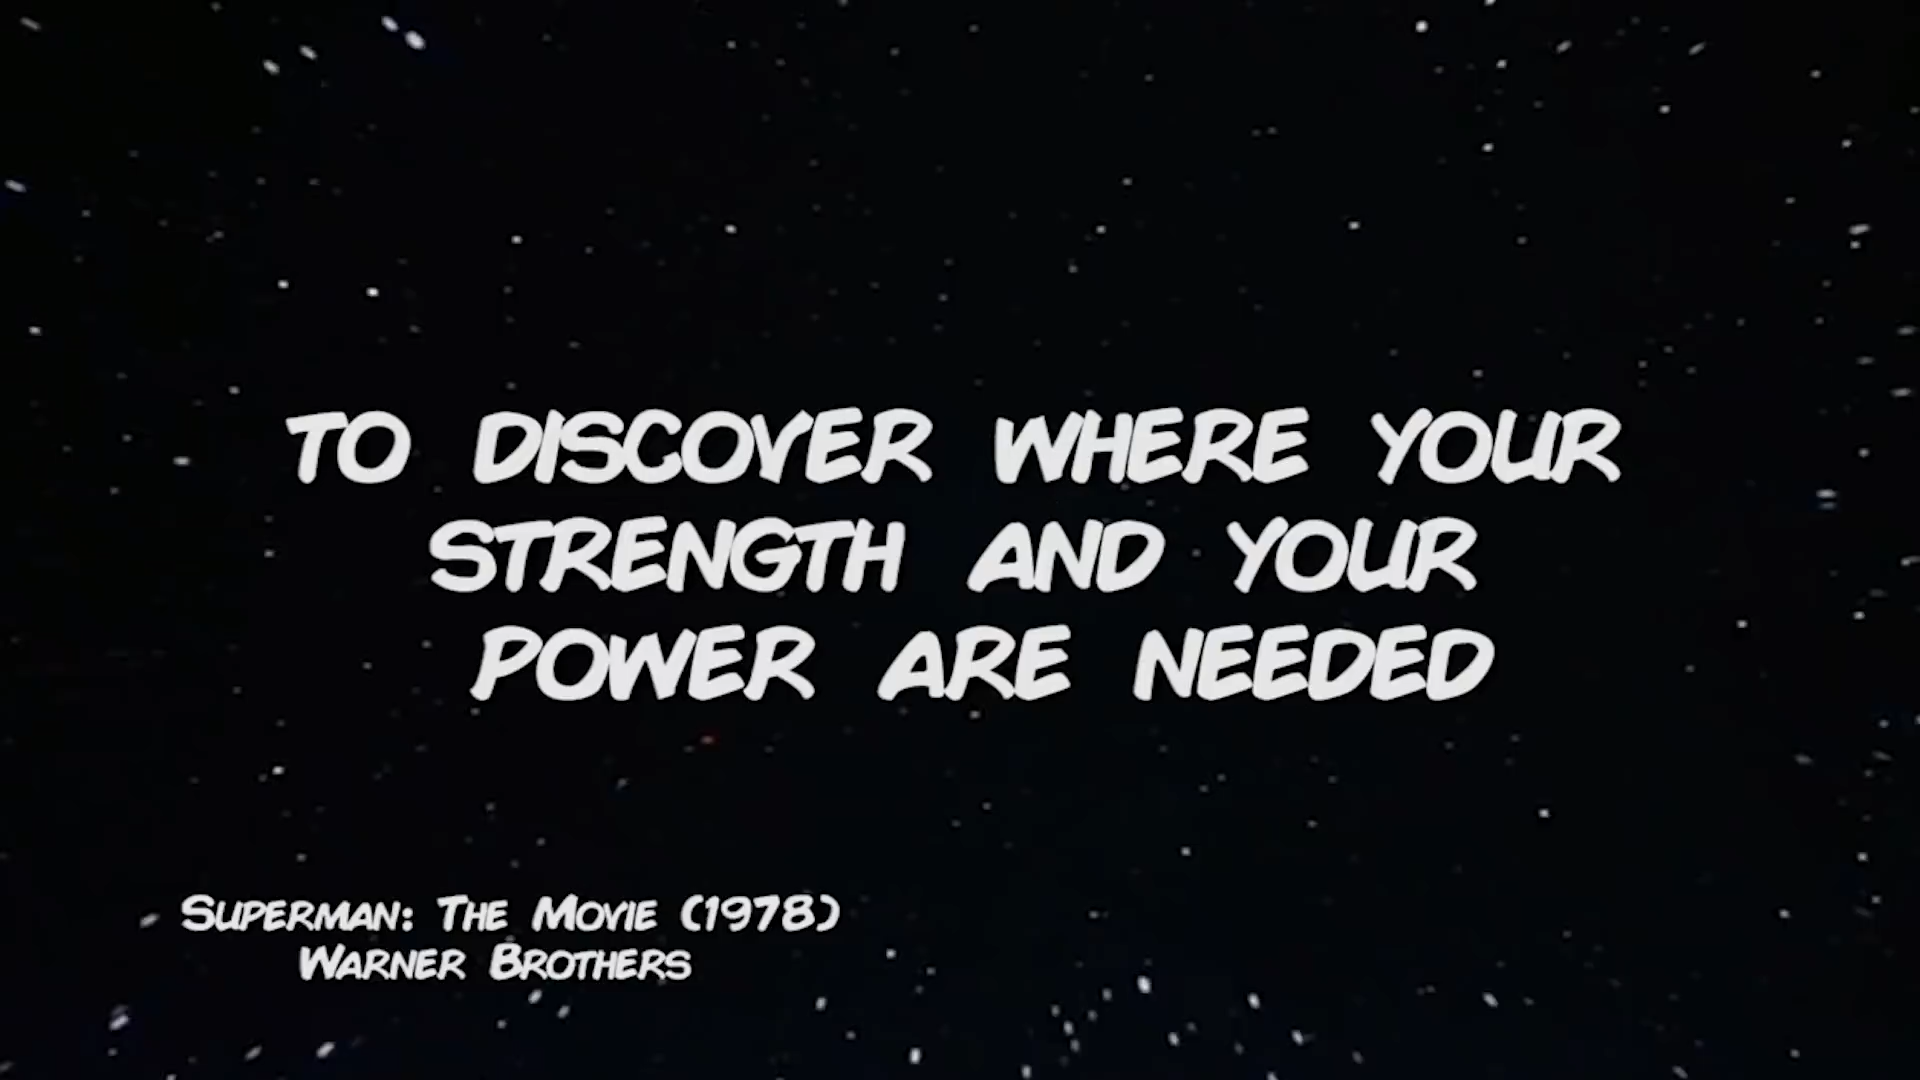 TO DISCOVER WHERE YOUR
STRENGTH AND YOUR
POWER ARE NEEDED
SUPERMAN: THE MOVIE (1978)
WARNER BROTHERS